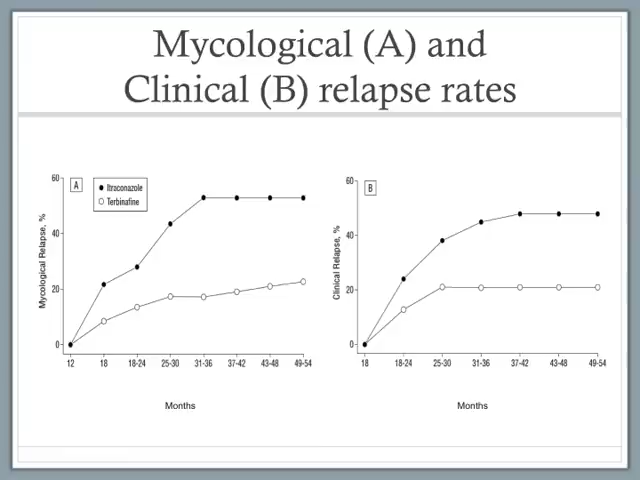 Mycological (A) and
Clinical (B) relapse rates
A
Itraconazole
Terbinafine
Mycological Relapse, %
60
40
20
0
12 18 18-24 25-30 31-36 37-42 43-48 49-54
Months
B
Clinical Relapse, %
60
40
20
0
18 18-24 25-30 31-36 37-42 43-48 49-54
Months